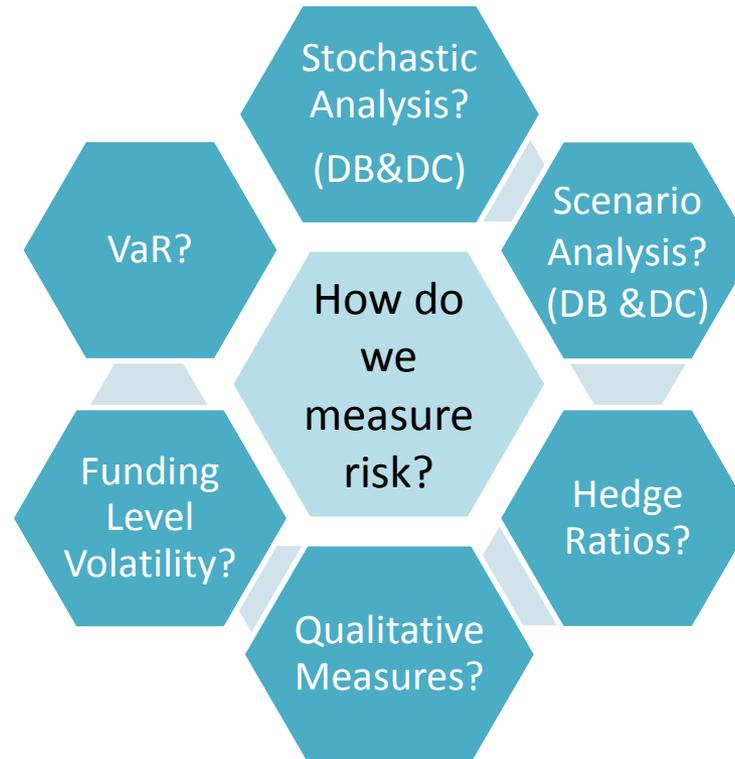 Stochastic
Analysis?
(DB&DC)
Scenario
Analysis?
(DB &DC)
VaR?
How do
we
measure
risk?
Hedge
Ratios?
Funding
Level
Volatility?
Qualitative
Measures?